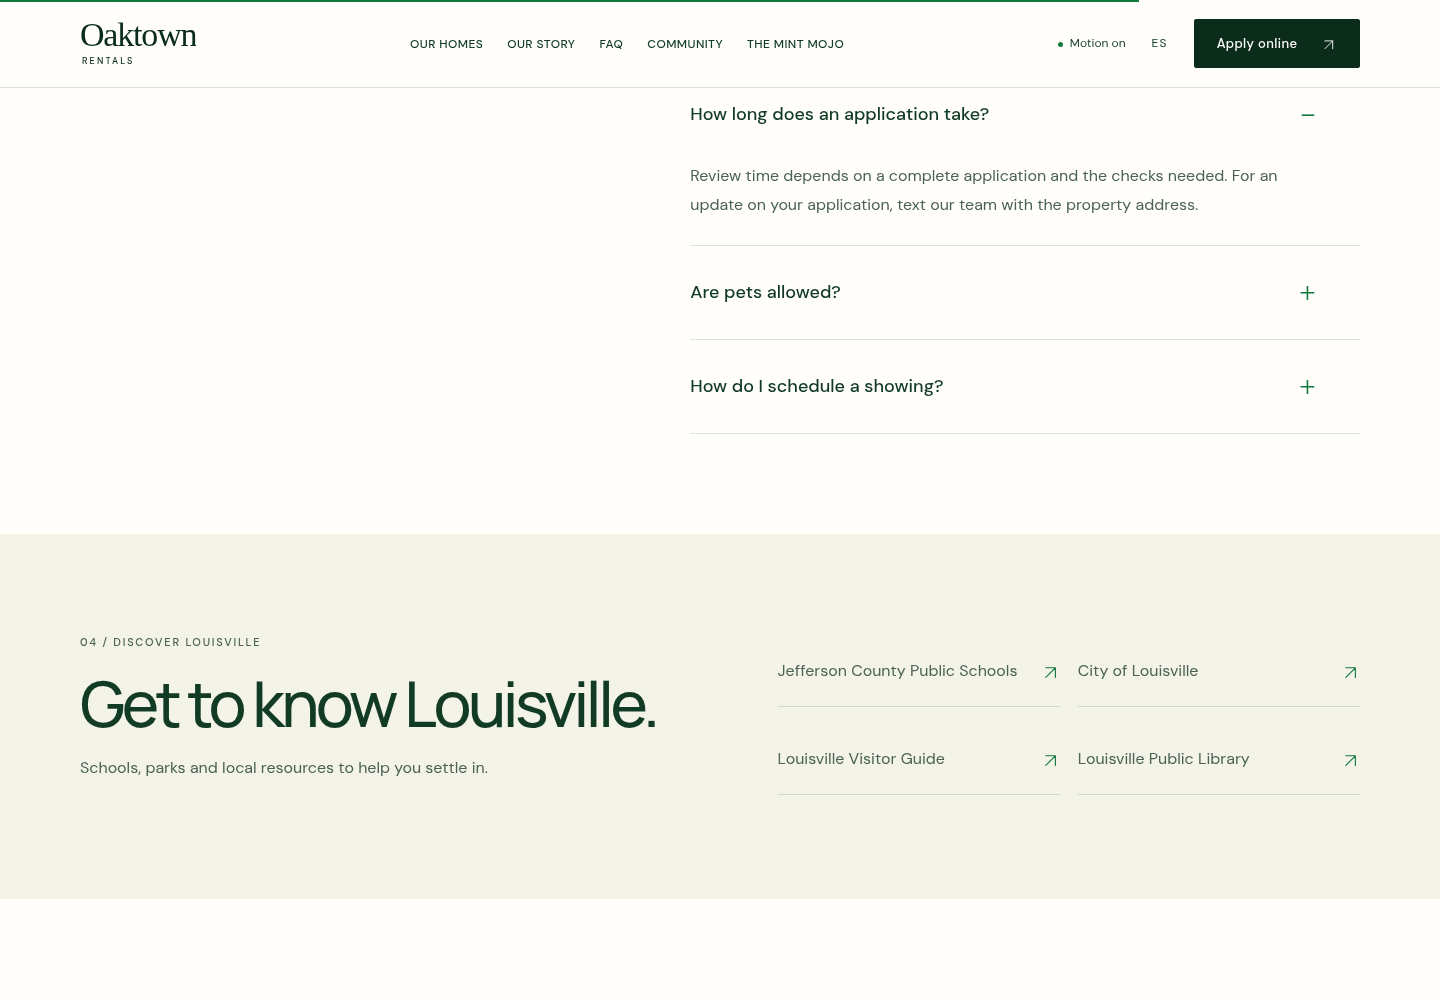 Oaktown
RENTALS
OUR HOMES
OUR STORY
FAQ
COMMUNITY
THE MINT MOJO
Motion on
ES
Apply online
How long does an application take?
Review time depends on a complete application and the checks needed. For an
update on your application, text our team with the property address.
Are pets allowed?
How do I schedule a showing?
04 / DISCOVER LOUISVILLE
Get to know Louisville.
Schools, parks and local resources to help you settle in.
Jefferson County Public Schools
City of Louisville
Louisville Visitor Guide
Louisville Public Library